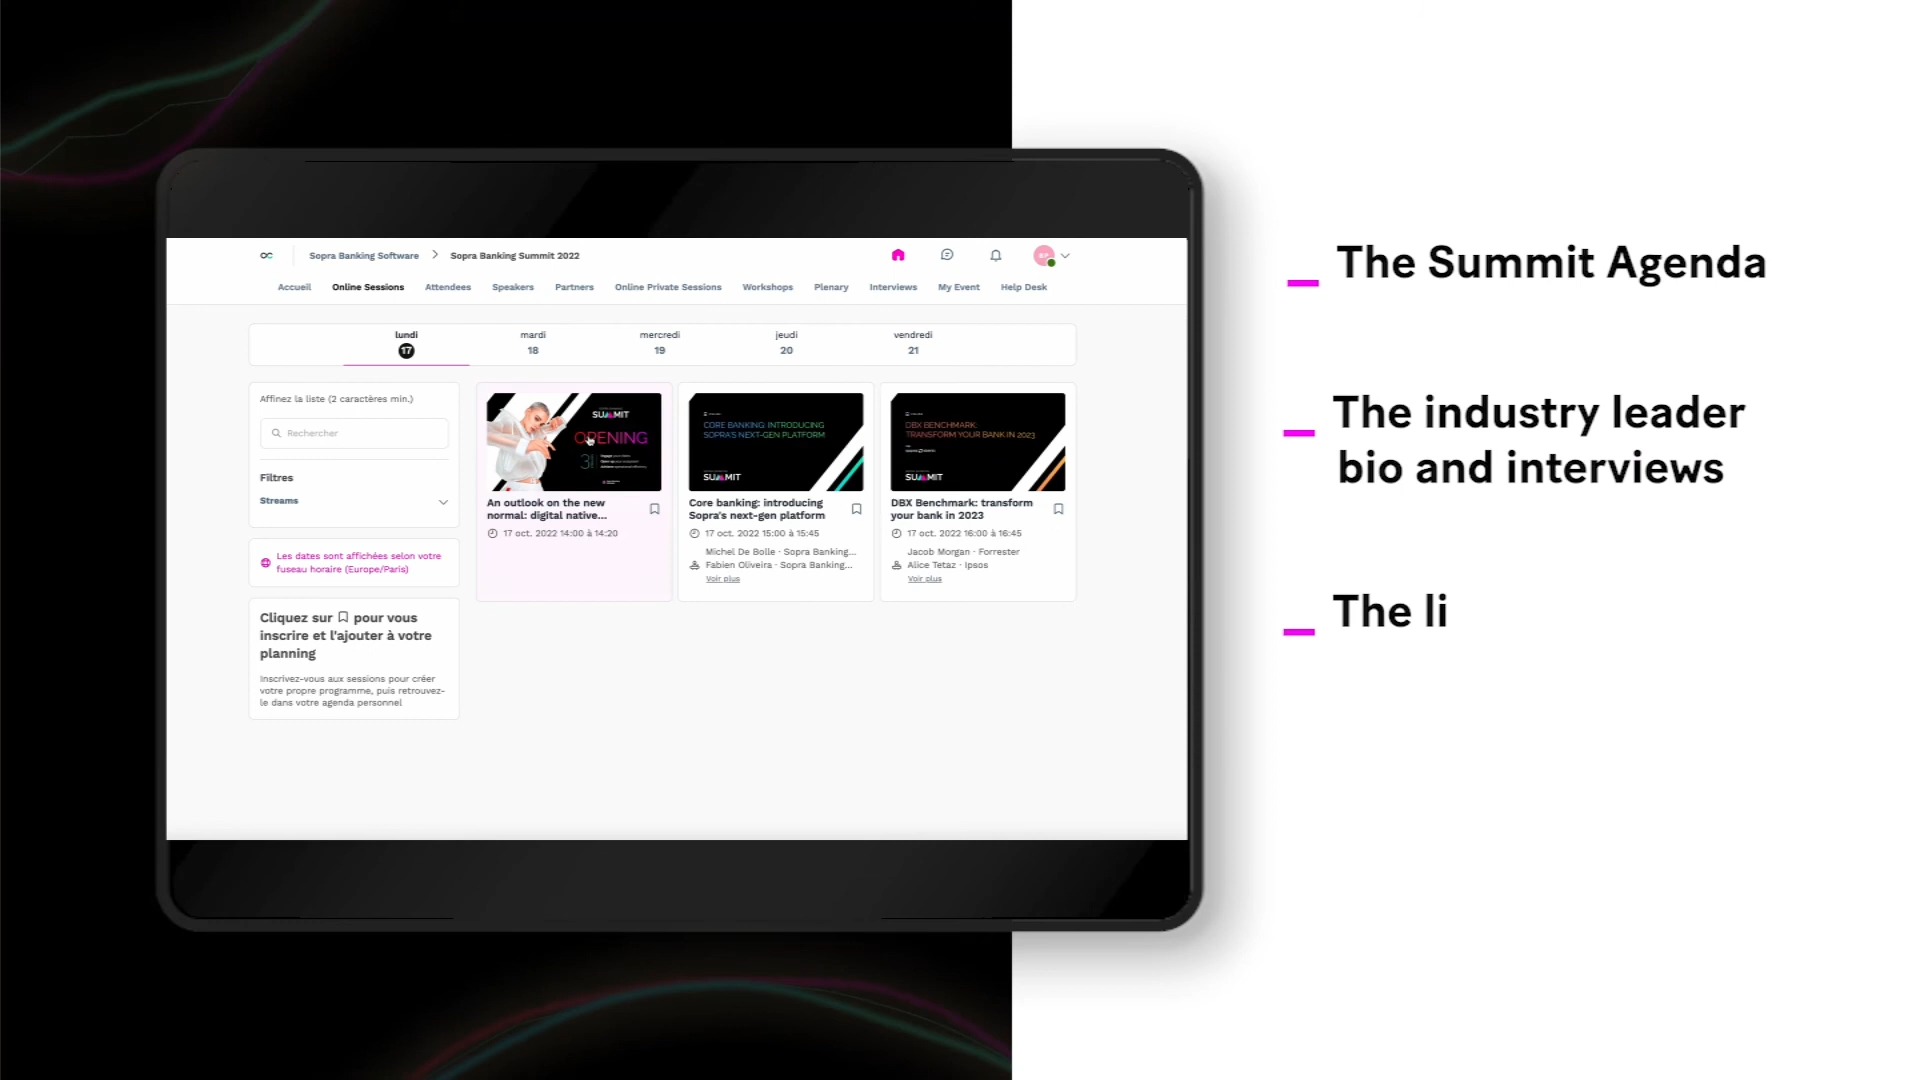 Sopra Banking Software > Sopra Banking Summit 2022
Accueil Online Sessions Attendees Speakers Partners Online Private Sessions Workshops Plenary Interviews My Event Help Desk
lundi mardi mercredi jeudi vendredi
17 18 19 20 21
Affinez la liste (2 caractères min.)
Rechercher
Filtres
Streams
Les dates sont affichées selon votre
fuseau horaire (Europe/Paris)
Cliquez sur pour vous
inscrire et l'ajouter à votre
planning
Inscrivez-vous aux sessions pour créer
votre propre programme, puis retrouvez-
le dans votre agenda personnel
SUMMIT
OPENING
An outlook on the new
normal: digital native...
17 oct. 2022 14:00 à 14:20
CORE BANKING: INTRODUCING
SOPRA'S NEXT-GEN PLATFORM
SUMMIT
Core banking: introducing
Sopra's next-gen platform
17 oct. 2022 15:00 à 15:45
Michel De Bolle · Sopra Banking...
Fabien Oliveira · Sopra Banking...
Voir plus
DBX BENCHMARK:
TRANSFORM YOUR BANK IN 2023
SUMMIT
DBX Benchmark: transform
your bank in 2023
17 oct. 2022 16:00 à 16:45
Jacob Morgan · Forrester
Alice Tetaz · Ipsos
Voir plus
_ The Summit Agenda
_ The industry leader
bio and interviews
_ The li